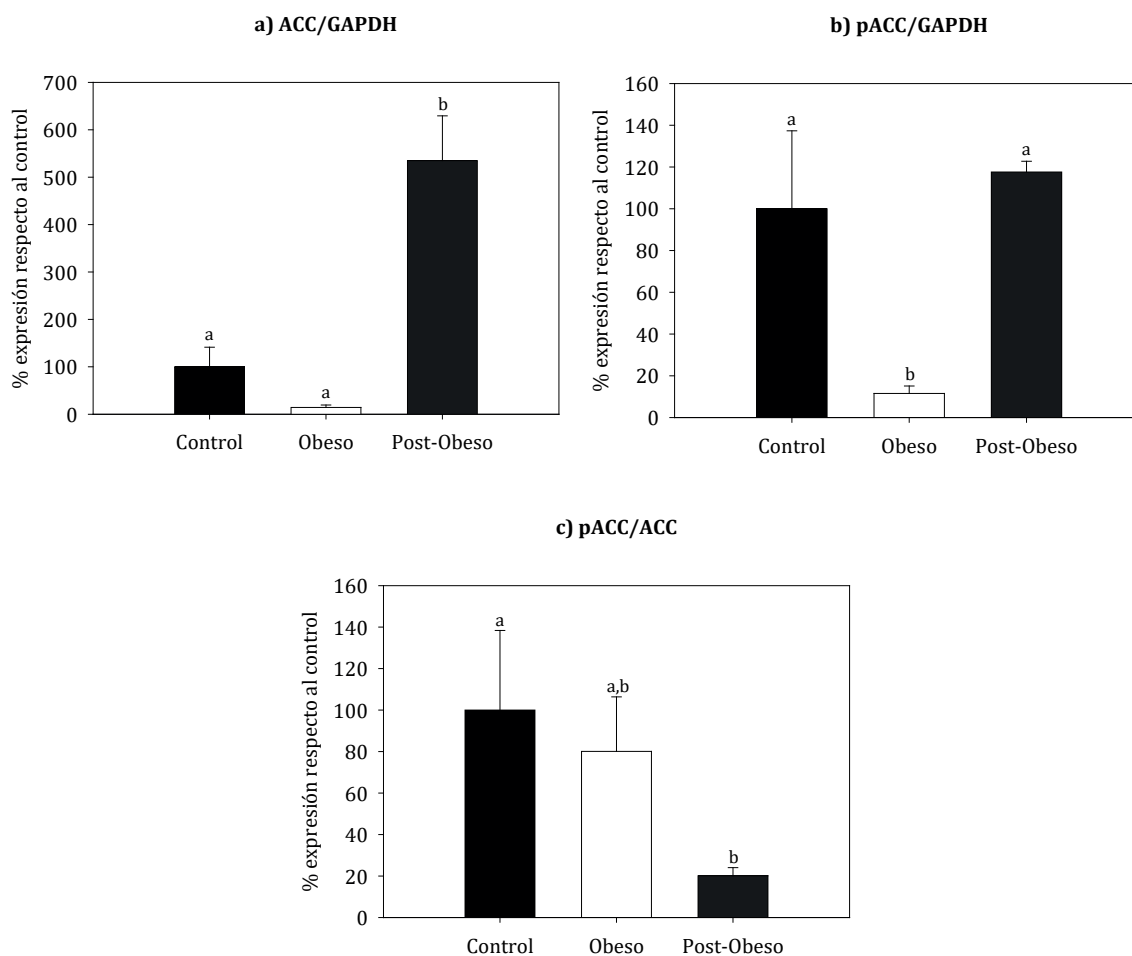 a) ACC/GAPDH
% expresión respecto al control
700
600
500
400
300
200
100
0
a
a
b
Control Obeso Post-Obeso
b) pACC/GAPDH
% expresión respecto al control
160
140
120
100
80
60
40
20
0
a
b
a
Control Obeso Post-Obeso
c) pACC/ACC
% expresión respecto al control
160
140
120
100
80
60
40
20
0
a
a,b
b
Control Obeso Post-Obeso